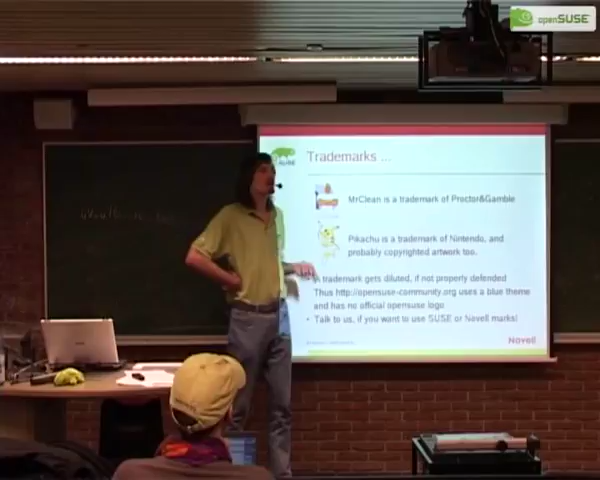 openSUSE
SUSE
Trademarks ...
MrClean is a trademark of Proctor&Gamble
Pikachu is a trademark of Nintendo, and
probably copyrighted artwork too.
trademark gets diluted, if not properly defended
Thus http://opensuse-community.org uses a blue theme
and has no official opensuse logo
• Talk to us, if you want to use SUSE or Novell marks!
Novell